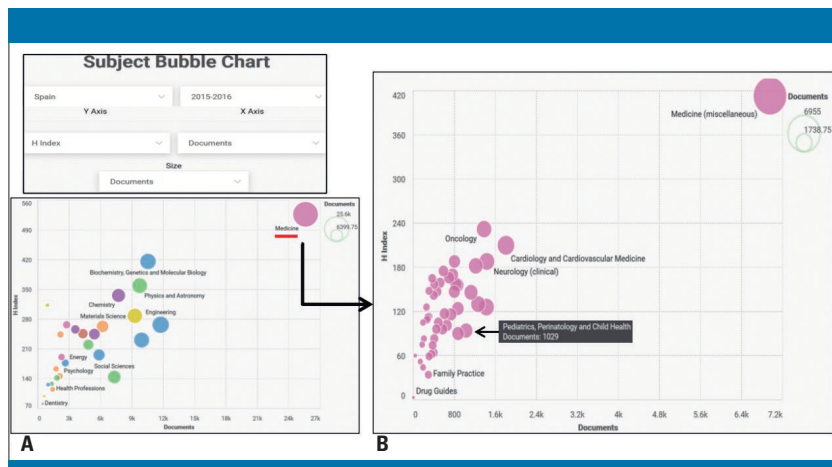 Subject Bubble Chart
Spain
2015-2016
Y Axis
X Axis
H Index
Documents
Size
Documents
560
490
420
350
280
210
140
70
H Index
0
3k
6k
9k
12k
15k
18k
21k
24k
27k
Documents
Documents
25.6k
6399.75
Medicine
Biochemistry, Genetics and Molecular Biology
Physics and Astronomy
Chemistry
Materials Science
Engineering
Energy
Social Sciences
Psychology
Health Professions
Dentistry
A
420
360
300
240
180
120
60
0
H Index
0
800
1.6k
2.4k
3.2k
4k
4.8k
5.6k
6.4k
7.2k
Documents
Documents
6955
1738.75
Medicine (miscellaneous)
Oncology
Cardiology and Cardiovascular Medicine
Neurology (clinical)
Pediatrics, Perinatology and Child Health
Documents: 1029
Family Practice
Drug Guides
B